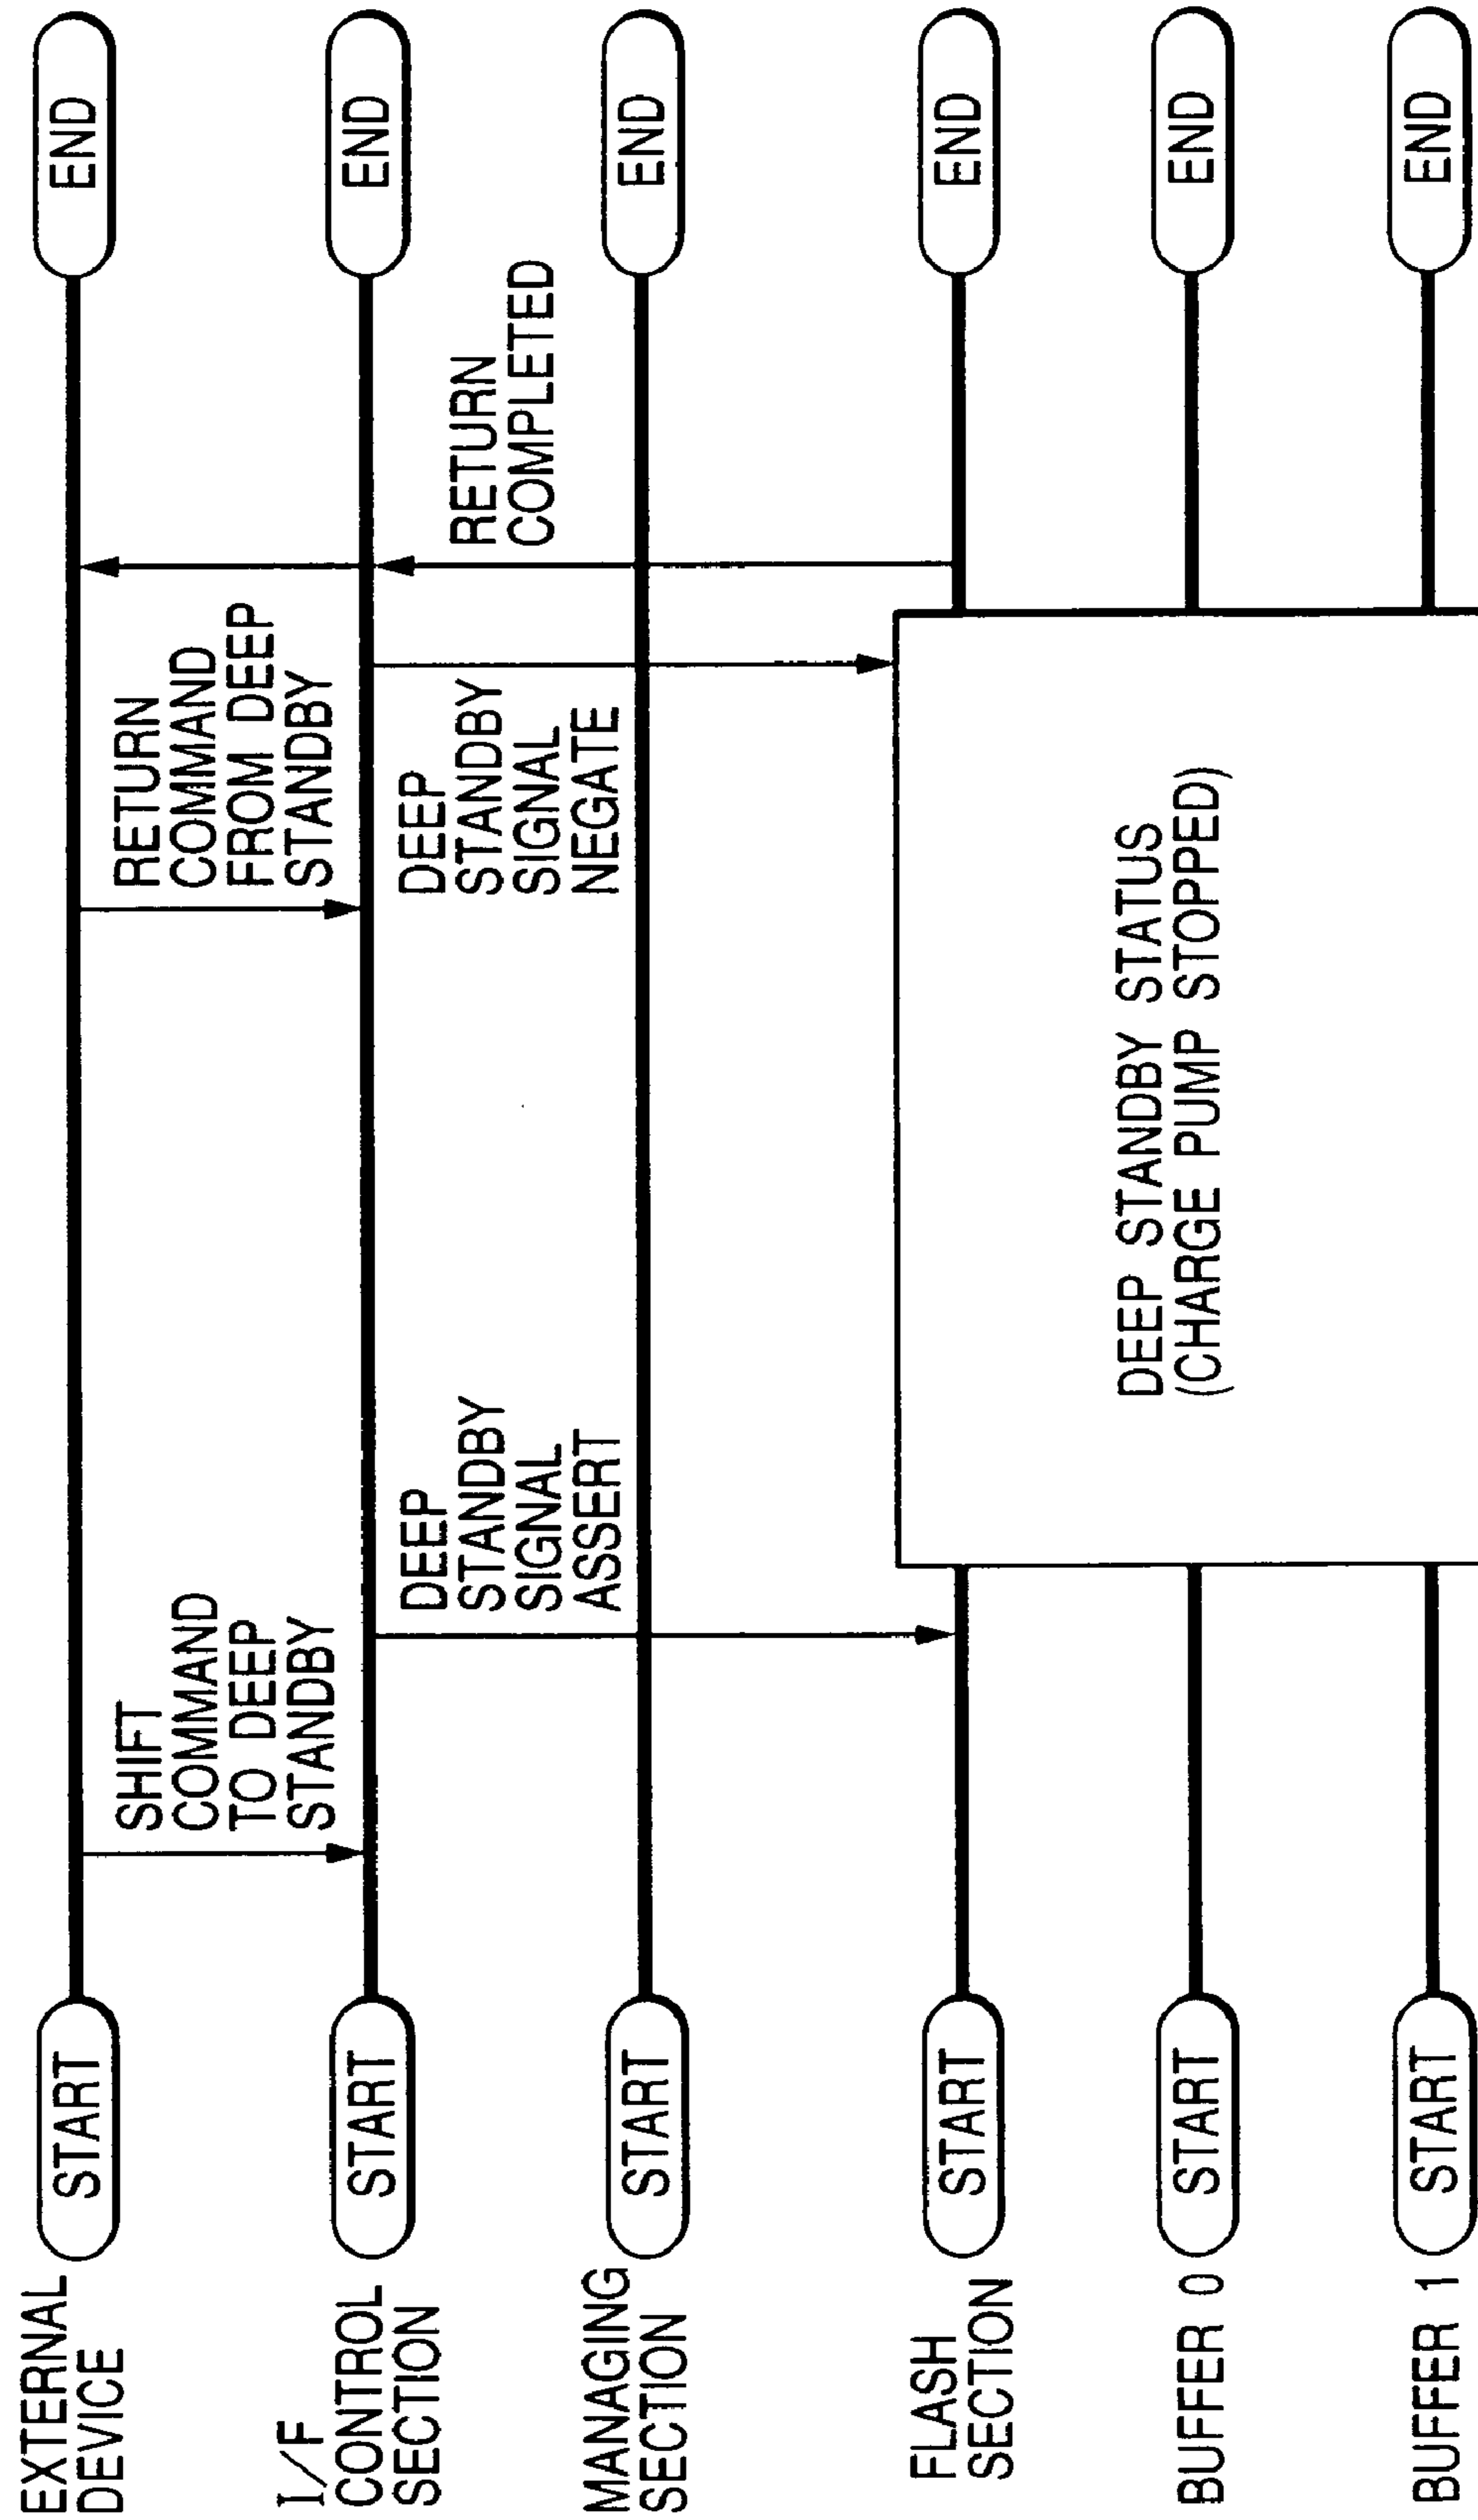 EXTERNAL
DEVICE
START
END
SHIFT
COMMAND
TO DEEP
STANDBY
RETURN
COMMAND
FROM DEEP
STANDBY
I/F
CONTROL
SECTION
START
END
DEEP
STANDBY
SIGNAL
ASSERT
DEEP
STANDBY
SIGNAL
NEGATE
RETURN
COMPLETED
MANAGING
SECTION
START
END
FLASH
SECTION
START
END
DEEP STANDBY STATUS
(CHARGE PUMP STOPPED)
BUFFER 0
START
END
BUFFER 1
START
END